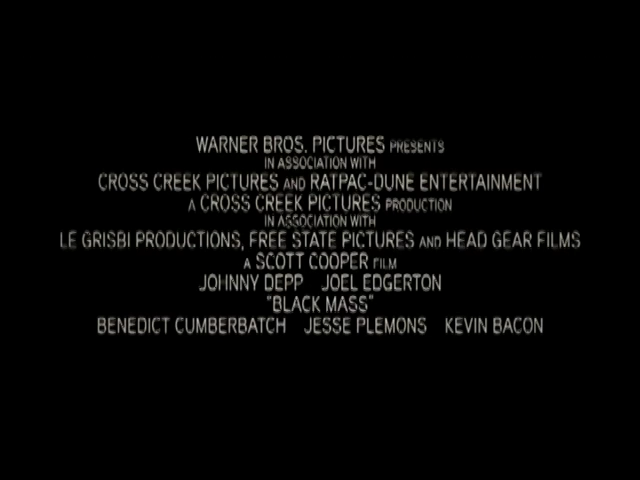 WARNER BROS. PICTURES PRESENTS
IN ASSOCIATION WITH
CROSS CREEK PICTURES AND RATPAC-DUNE ENTERTAINMENT
A CROSS CREEK PICTURES PRODUCTION
IN ASSOCIATION WITH
LE GRISBI PRODUCTIONS, FREE STATE PICTURES AND HEAD GEAR FILMS
A SCOTT COOPER FILM
JOHNNY DEPP JOEL EDGERTON
"BLACK MASS"
BENEDICT CUMBERBATCH JESSE PLEMONS KEVIN BACON